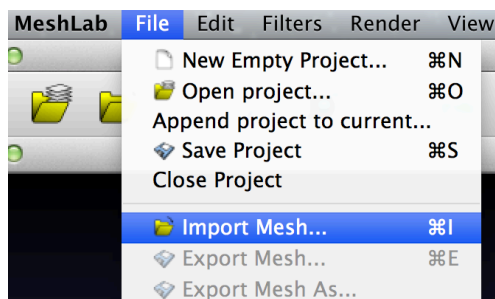 MeshLab File Edit Filters Render View
New Empty Project... ⌘N
Open project... ⌘O
Append project to current...
Save Project ⌘S
Close Project
Import Mesh... ⌘I
Export Mesh... ⌘E
Export Mesh As...